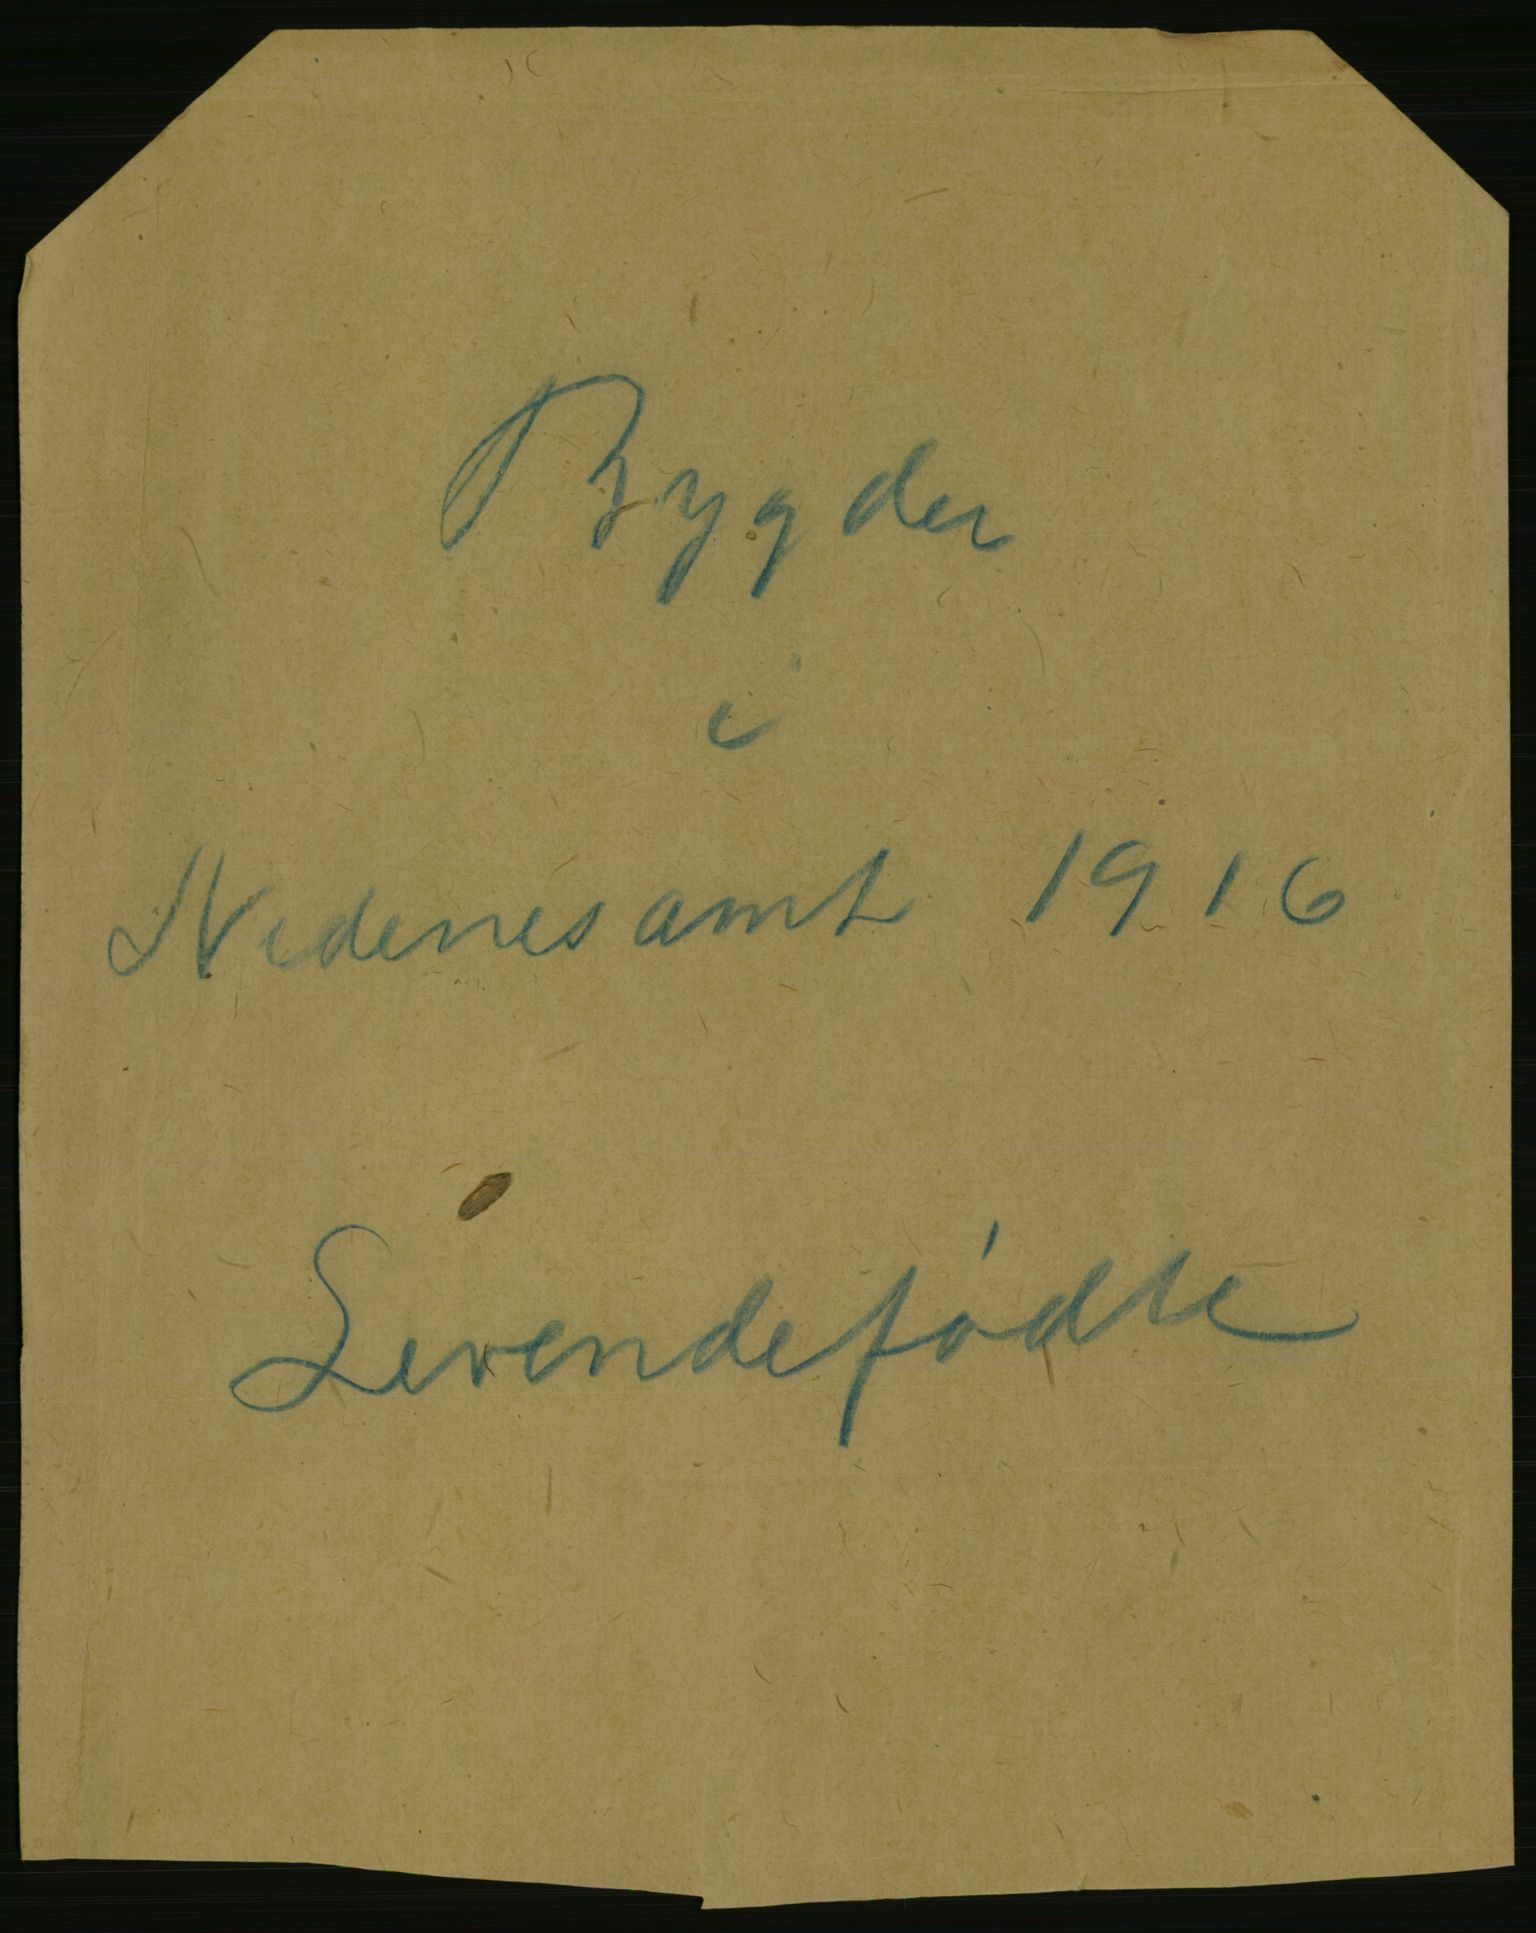 Bygder
i
Nedenesamt 1916
Levendefødte